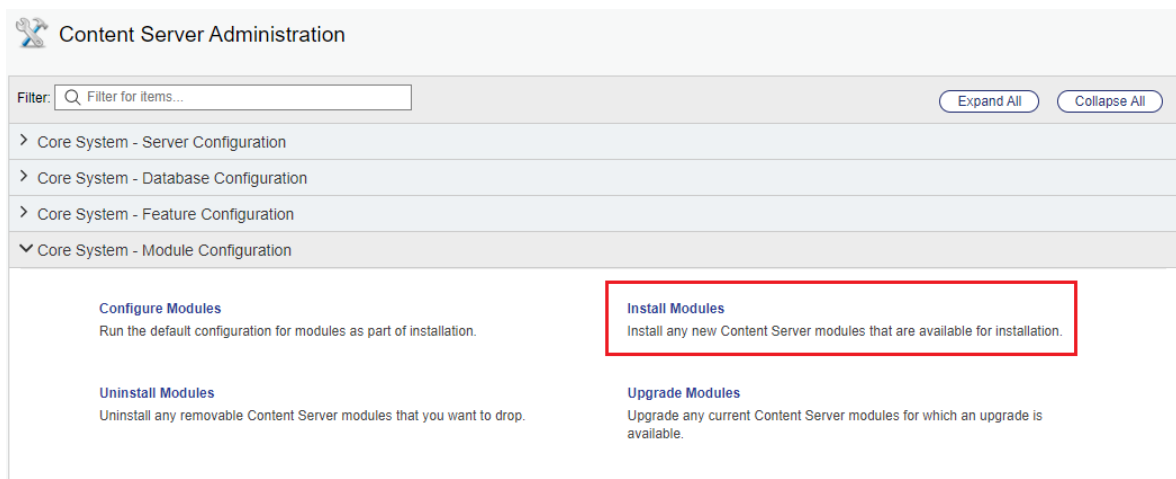 Content Server Administration
Filter: Filter for items...
Expand All
Collapse All
Core System - Server Configuration
Core System - Database Configuration
Core System - Feature Configuration
Core System - Module Configuration
Configure Modules
Run the default configuration for modules as part of installation.
Install Modules
Install any new Content Server modules that are available for installation.
Uninstall Modules
Uninstall any removable Content Server modules that you want to drop.
Upgrade Modules
Upgrade any current Content Server modules for which an upgrade is
available.